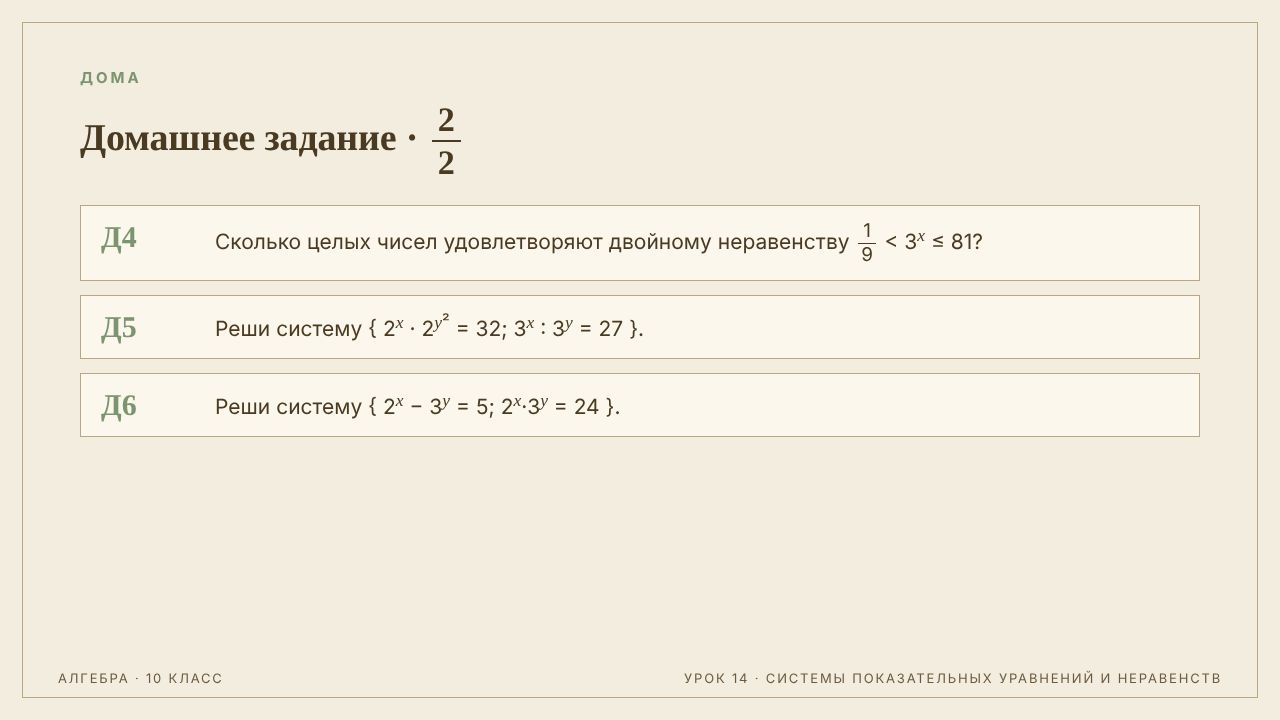 ДОМА
Домашнее задание · 2/2
Д4 Сколько целых чисел удовлетворяют двойному неравенству 1/9 < 3^x ≤ 81?
Д5 Реши систему { 2^x · 2^(y²) = 32; 3^x : 3^y = 27 }.
Д6 Реши систему { 2^x − 3^y = 5; 2^x·3^y = 24 }.
АЛГЕБРА · 10 КЛАСС
УРОК 14 · СИСТЕМЫ ПОКАЗАТЕЛЬНЫХ УРАВНЕНИЙ И НЕРАВЕНСТВ